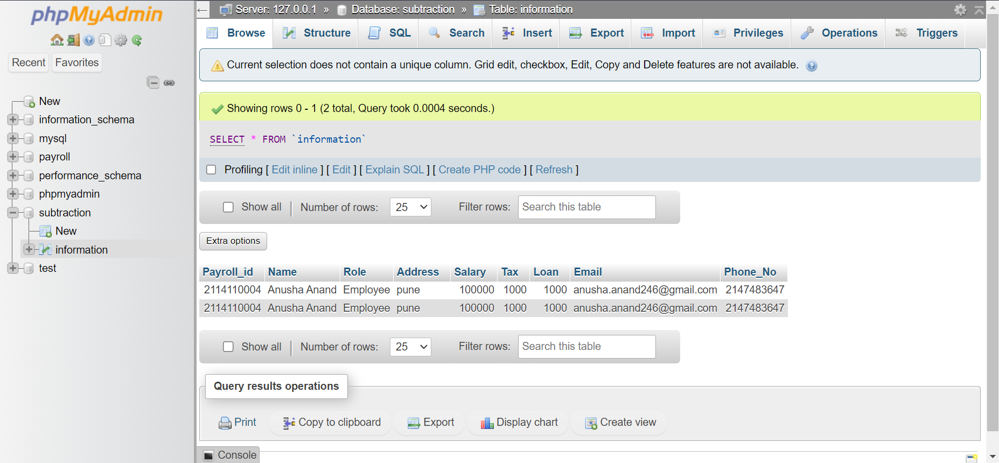 phpMyAdmin
Recent
Favorites
New
information_schema
mysql
payroll
performance_schema
phpmyadmin
subtraction
New
information
test
Server: 127.0.0.1 » Database: subtraction » Table: information
Browse Structure SQL Search Insert Export Import Privileges Operations Triggers
Current selection does not contain a unique column. Grid edit, checkbox, Edit, Copy and Delete features are not available.
Showing rows 0 - 1 (2 total, Query took 0.0004 seconds.)
SELECT * FROM `information`
Profiling [ Edit inline ] [ Edit ] [ Explain SQL ] [ Create PHP code ] [ Refresh ]
Show all | Number of rows: 25 Filter rows: Search this table
Extra options
Payroll_id Name Role Address Salary Tax Loan Email Phone_No
2114110004 Anusha Anand Employee pune 100000 1000 1000 anusha.anand246@gmail.com 2147483647
2114110004 Anusha Anand Employee pune 100000 1000 1000 anusha.anand246@gmail.com 2147483647
Show all | Number of rows: 25 Filter rows: Search this table
Query results operations
Print Copy to clipboard Export Display chart Create view
Console